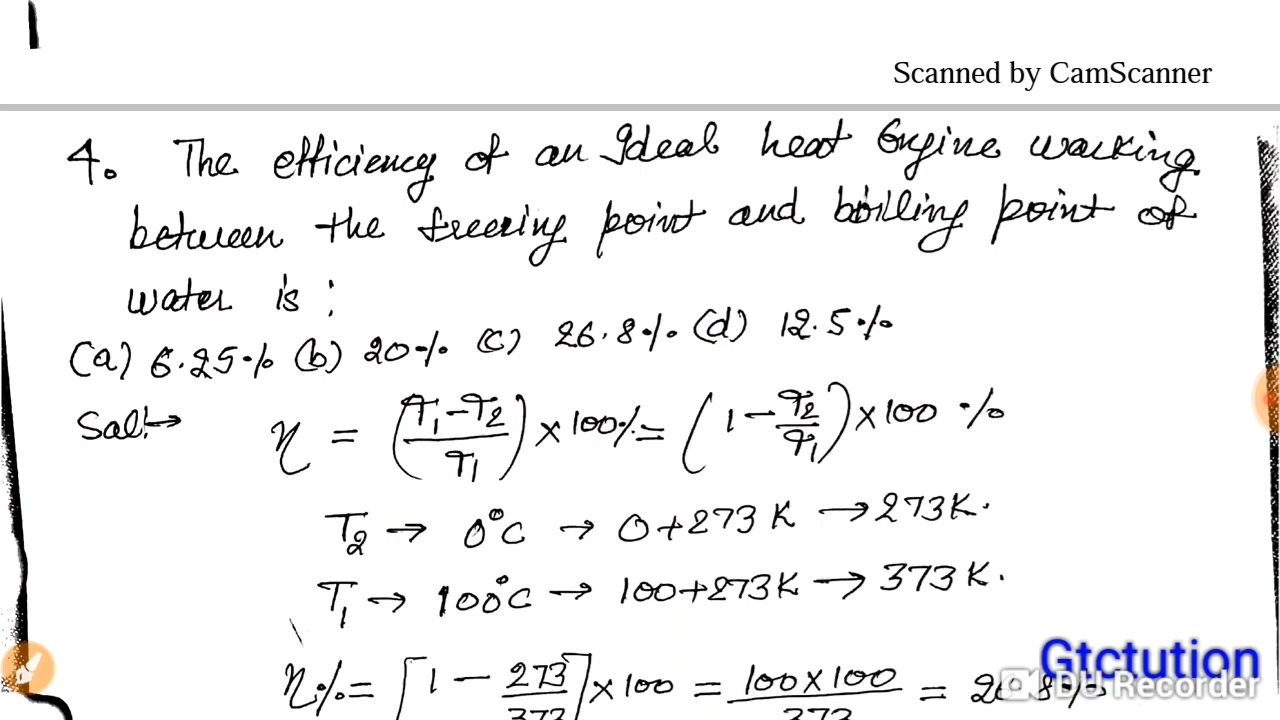 Scanned by CamScanner
4. The efficiency of an Ideal heat Engine working
between the freezing point and boiling point of
water is :
(a) 6.25% (b) 20% (c) 26.8% (d) 12.5%
Sol:→ η = (T₁-T₂/T₁) × 100% = (1 - T₂/T₁) × 100 %
T₂ → 0°C → 0+273 K → 273K.
T₁ → 100°C → 100+273K → 373K.
η% = [1 - 273/373] × 100 = 100×100/373 =
Gtctution
DU Recorder